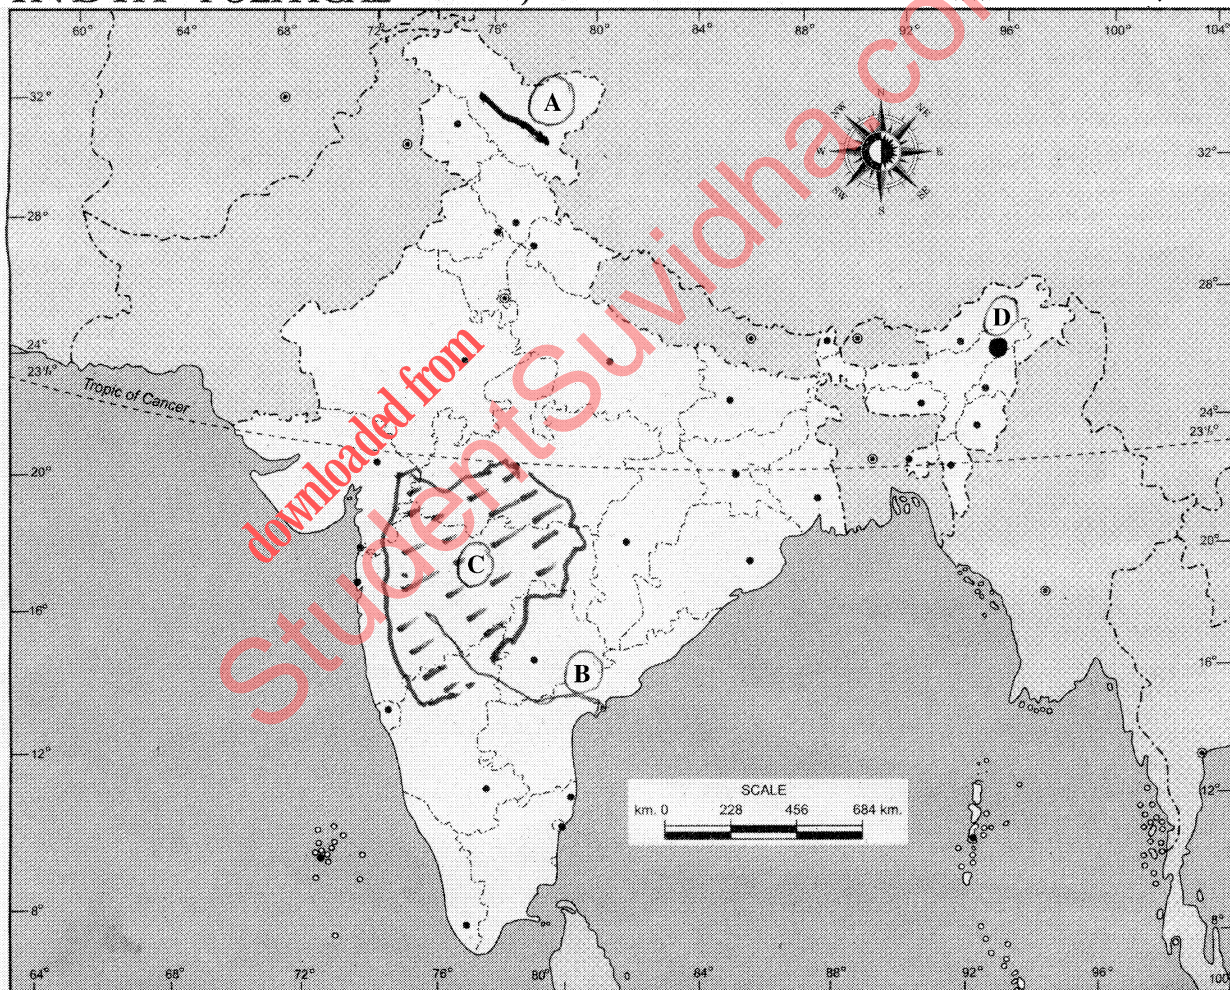 60° 64° 68° 72° 76° 80° 84° 88° 92° 96° 104°
A
32°
N
NW NE
W E
SW SE
S
32°
28°
28°
D
24°
23½°
Tropic of Cancer
24°
23½°
20°
20°
C
16°
16°
B
12°
12°
SCALE
km. 0 228 456 684 km.
8°
8°
64° 68° 72° 76° 80° 0 84° 88° 92° 96° 100°
downloaded from
StudentSuvidha.com